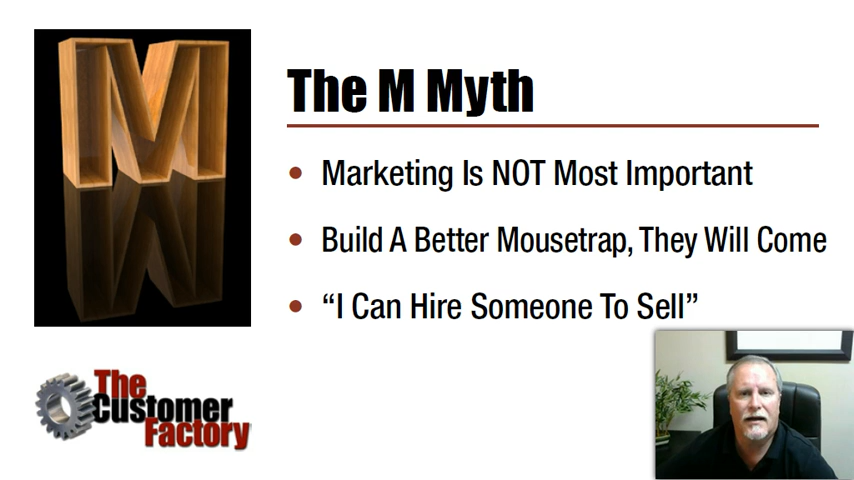 M
The M Myth
Marketing Is NOT Most Important
Build A Better Mousetrap, They Will Come
“I Can Hire Someone To Sell”
The
Customer
Factory